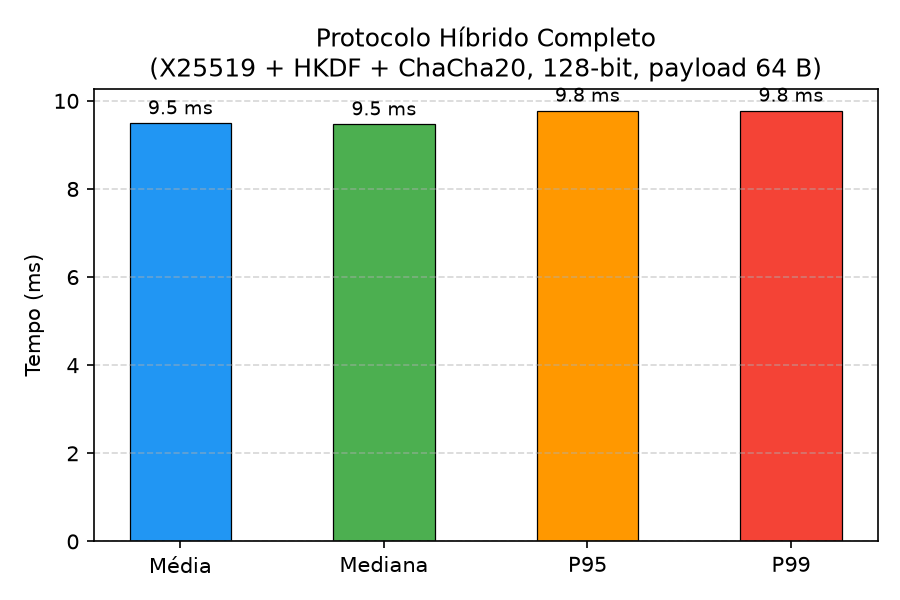 Protocolo Híbrido Completo
(X25519 + HKDF + ChaCha20, 128-bit, payload 64 B)
Tempo (ms)
10
8
6
4
2
0
9.5 ms
9.5 ms
9.8 ms
9.8 ms
Média
Mediana
P95
P99